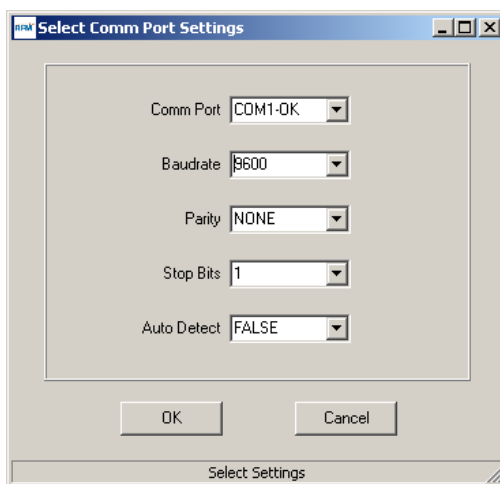 Select Comm Port Settings
Comm Port COM1-OK
Baudrate 9600
Parity NONE
Stop Bits 1
Auto Detect FALSE
OK Cancel
Select Settings